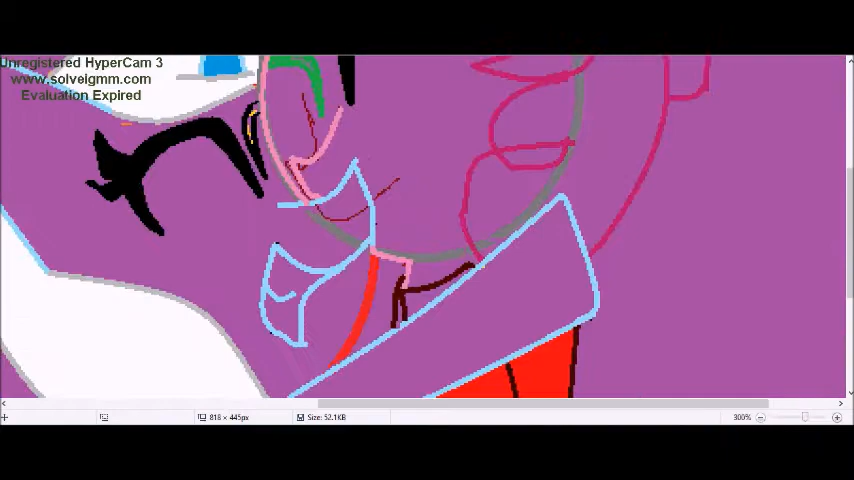 Unregistered HyperCam 3
www.solveigmm.com
Evaluation Expired
818 × 445px
Size: 52.1KB
300%